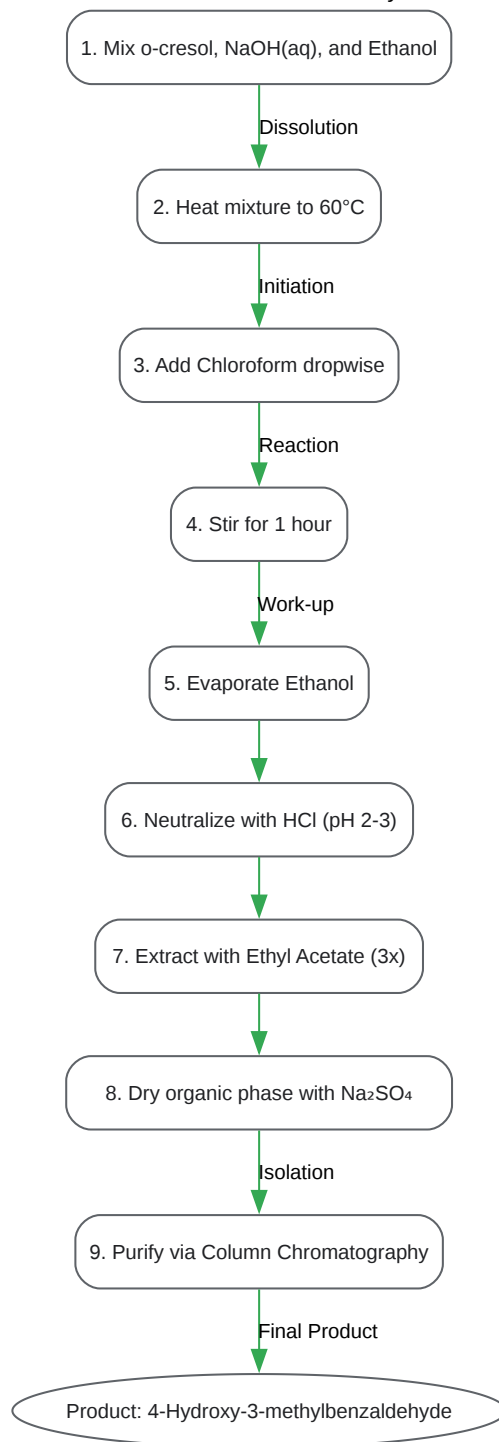 1. Mix o-cresol, NaOH(aq), and Ethanol
Dissolution
2. Heat mixture to 60°C
Initiation
3. Add Chloroform dropwise
Reaction
4. Stir for 1 hour
Work-up
5. Evaporate Ethanol
6. Neutralize with HCl (pH 2-3)
7. Extract with Ethyl Acetate (3x)
8. Dry organic phase with Na₂SO₄
Isolation
9. Purify via Column Chromatography
Final Product
Product: 4-Hydroxy-3-methylbenzaldehyde